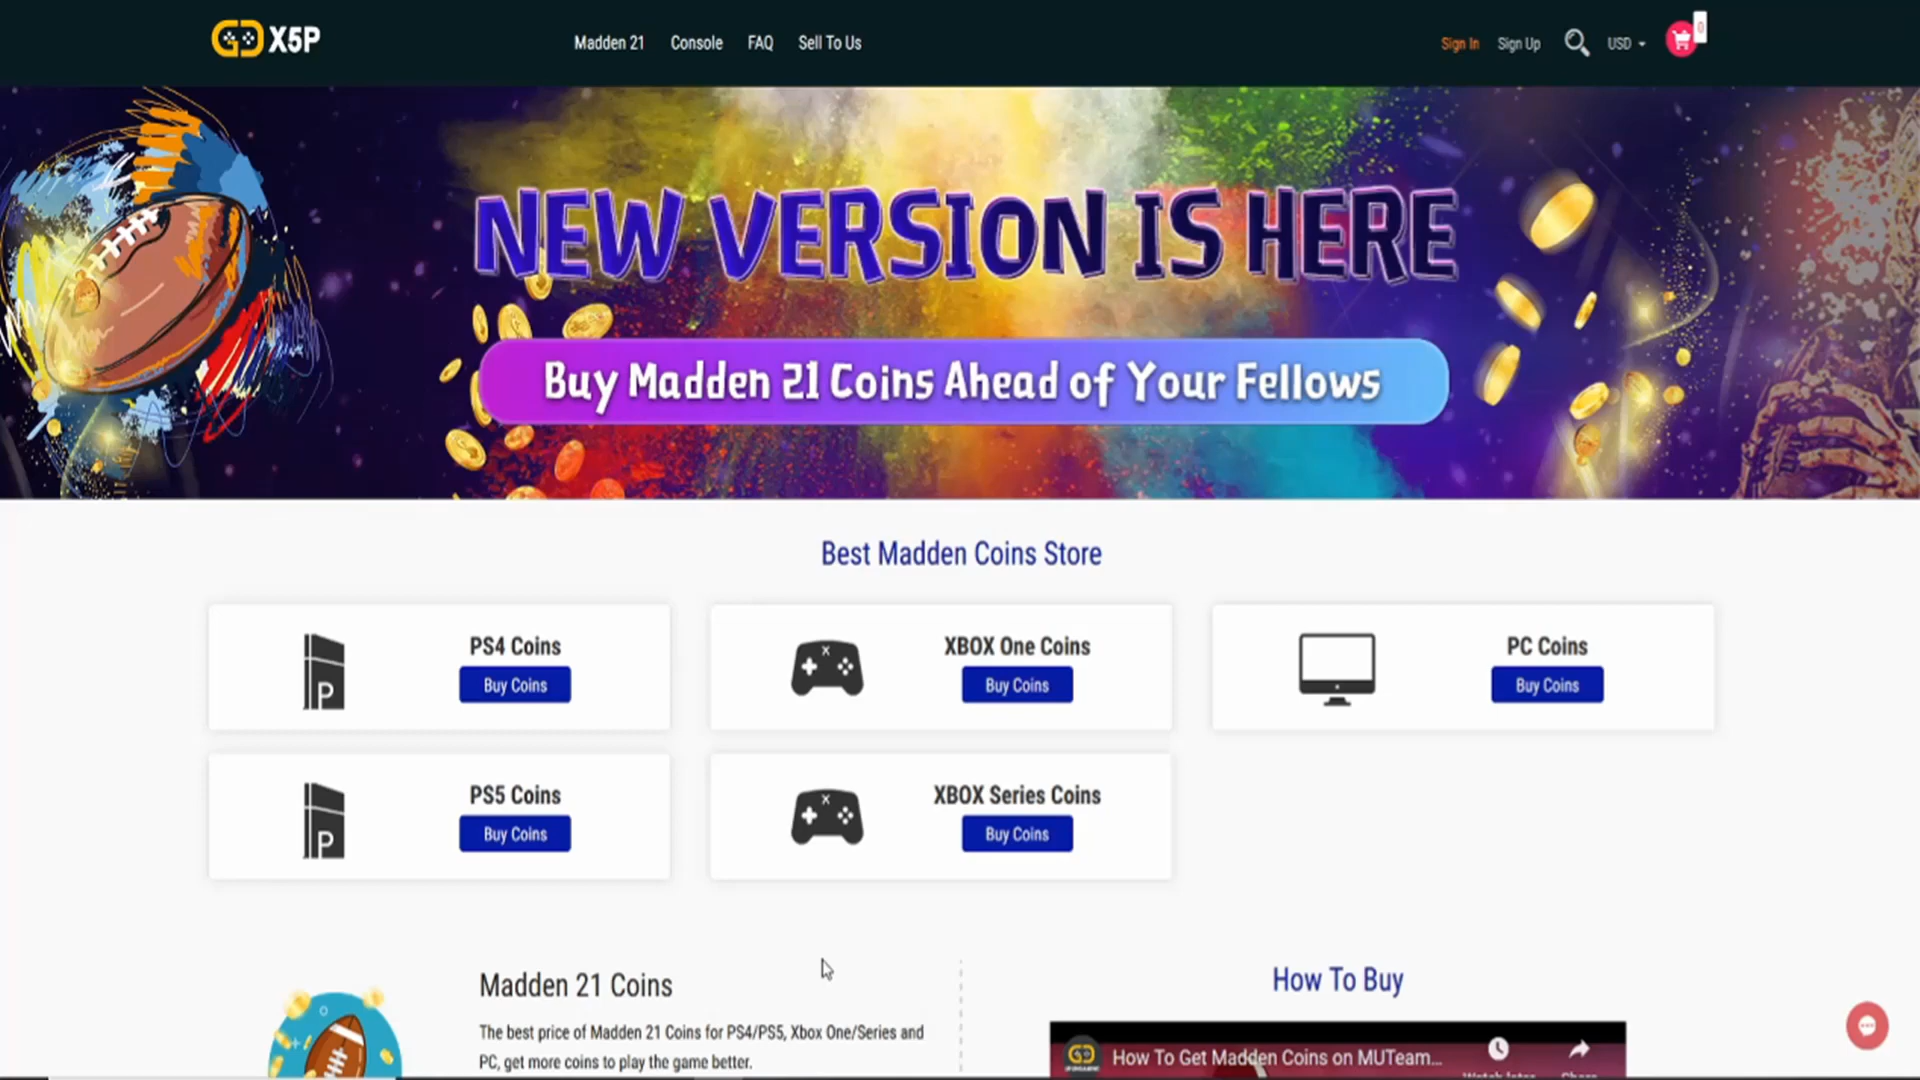 X5P
Madden 21 Console FAQ Sell To Us
Sign In Sign Up USD 0
NEW VERSION IS HERE
Buy Madden 21 Coins Ahead of Your Fellows
Best Madden Coins Store
PS4 Coins
Buy Coins
XBOX One Coins
Buy Coins
PC Coins
Buy Coins
PS5 Coins
Buy Coins
XBOX Series Coins
Buy Coins
Madden 21 Coins
The best price of Madden 21 Coins for PS4/PS5, Xbox One/Series and
PC, get more coins to play the game better.
How To Buy
How To Get Madden Coins on MUTeam...